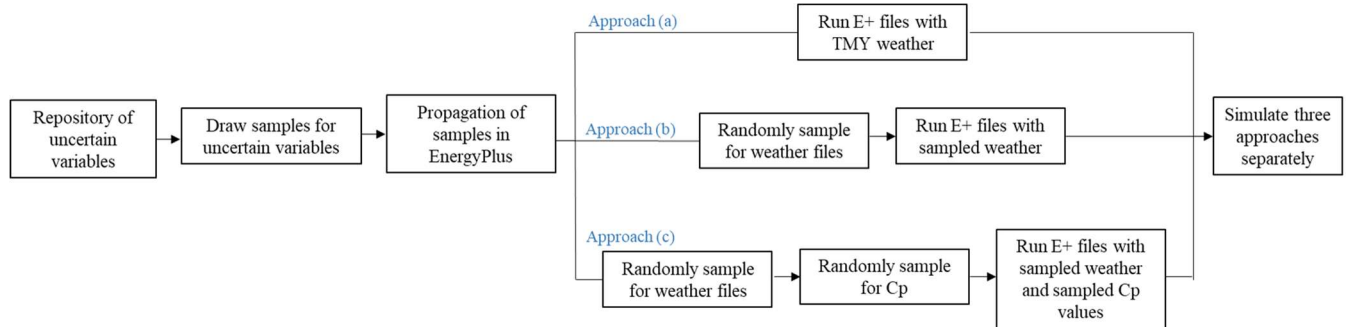 Repository of
uncertain
variables
Draw samples for
uncertain variables
Propagation of
samples in
EnergyPlus
Approach (a)
Run E+ files with
TMY weather
Approach (b)
Randomly sample
for weather files
Run E+ files with
sampled weather
Approach (c)
Randomly sample
for weather files
Randomly sample
for Cp
Run E+ files with
sampled weather
and sampled Cp
values
Simulate three
approaches
separately